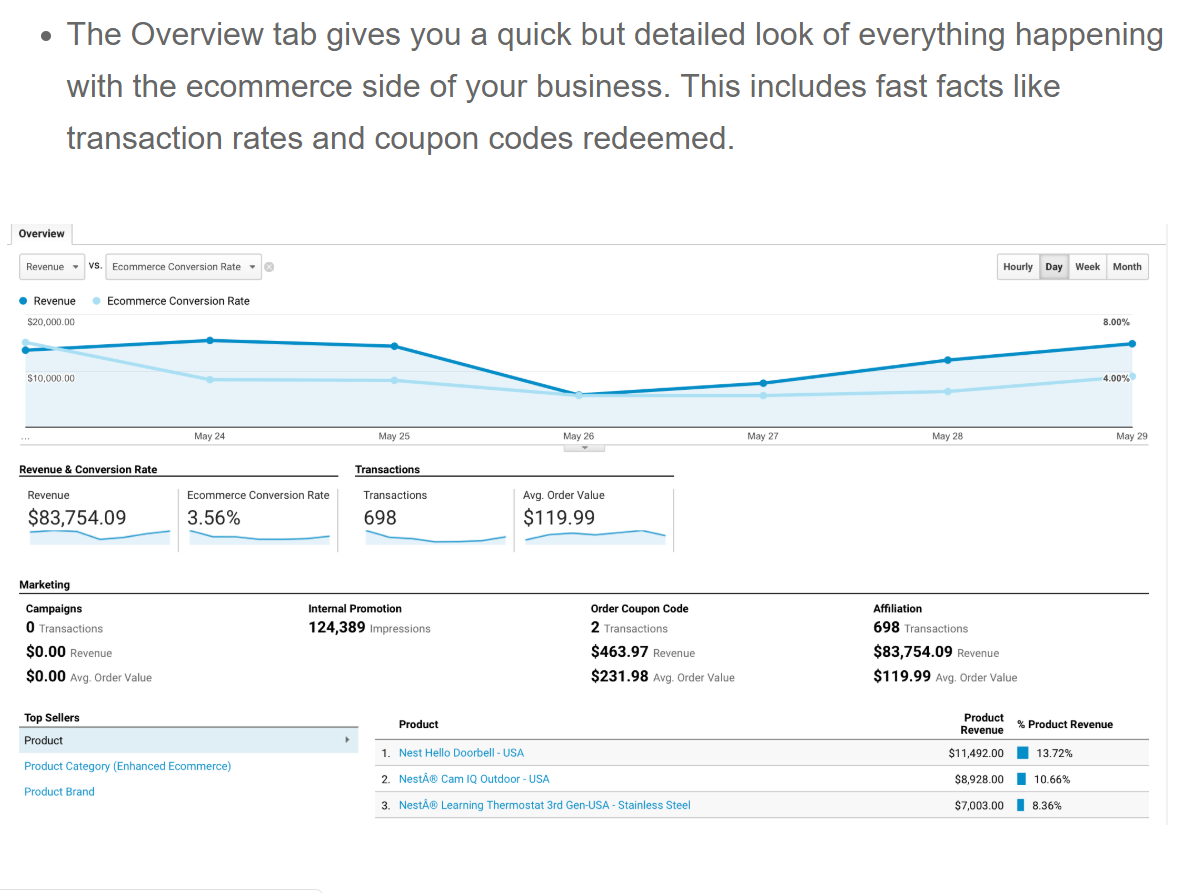 The Overview tab gives you a quick but detailed look of everything happening
with the ecommerce side of your business. This includes fast facts like
transaction rates and coupon codes redeemed.
Overview
Revenue VS. Ecommerce Conversion Rate
Hourly Day Week Month
Revenue Ecommerce Conversion Rate
$20,000.00 8.00%
$10,000.00 4.00%
... May 24 May 25 May 26 May 27 May 28 May 29
Revenue & Conversion Rate Transactions
Revenue Ecommerce Conversion Rate Transactions Avg. Order Value
$83,754.09 3.56% 698 $119.99
Marketing
Campaigns Internal Promotion Order Coupon Code Affiliation
0 Transactions 124,389 Impressions 2 Transactions 698 Transactions
$0.00 Revenue $463.97 Revenue $83,754.09 Revenue
$0.00 Avg. Order Value $231.98 Avg. Order Value $119.99 Avg. Order Value
Top Sellers
Product
Product Category (Enhanced Ecommerce)
Product Brand
Product Product Revenue % Product Revenue
1. Nest Hello Doorbell - USA $11,492.00 13.72%
2. NestÂ® Cam IQ Outdoor - USA $8,928.00 10.66%
3. NestÂ® Learning Thermostat 3rd Gen-USA - Stainless Steel $7,003.00 8.36%